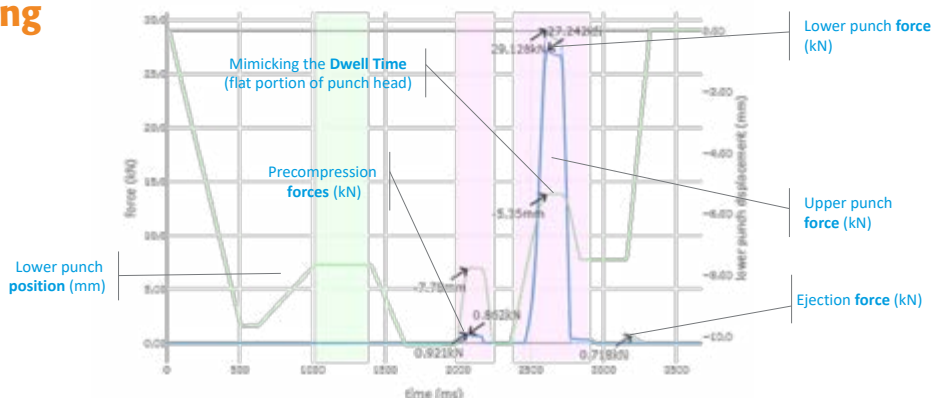 ng
Lower punch force
(kN)
Mimicking the Dwell Time
(flat portion of punch head)
Precompression
forces (kN)
Upper punch
force (kN)
Lower punch
position (mm)
Ejection force (kN)
30.0
25.0
20.0
15.0
10.0
5.00
0.00
force (kN)
27.242kN
29.128kN
-5.35mm
-7.78mm
0.862kN
0.921kN
0.718kN
0.00
-2.00
-4.00
-6.00
-8.00
-10.0
lower punch displacement (mm)
0
500
1000
1500
2000
2500
3000
3500
time (ms)